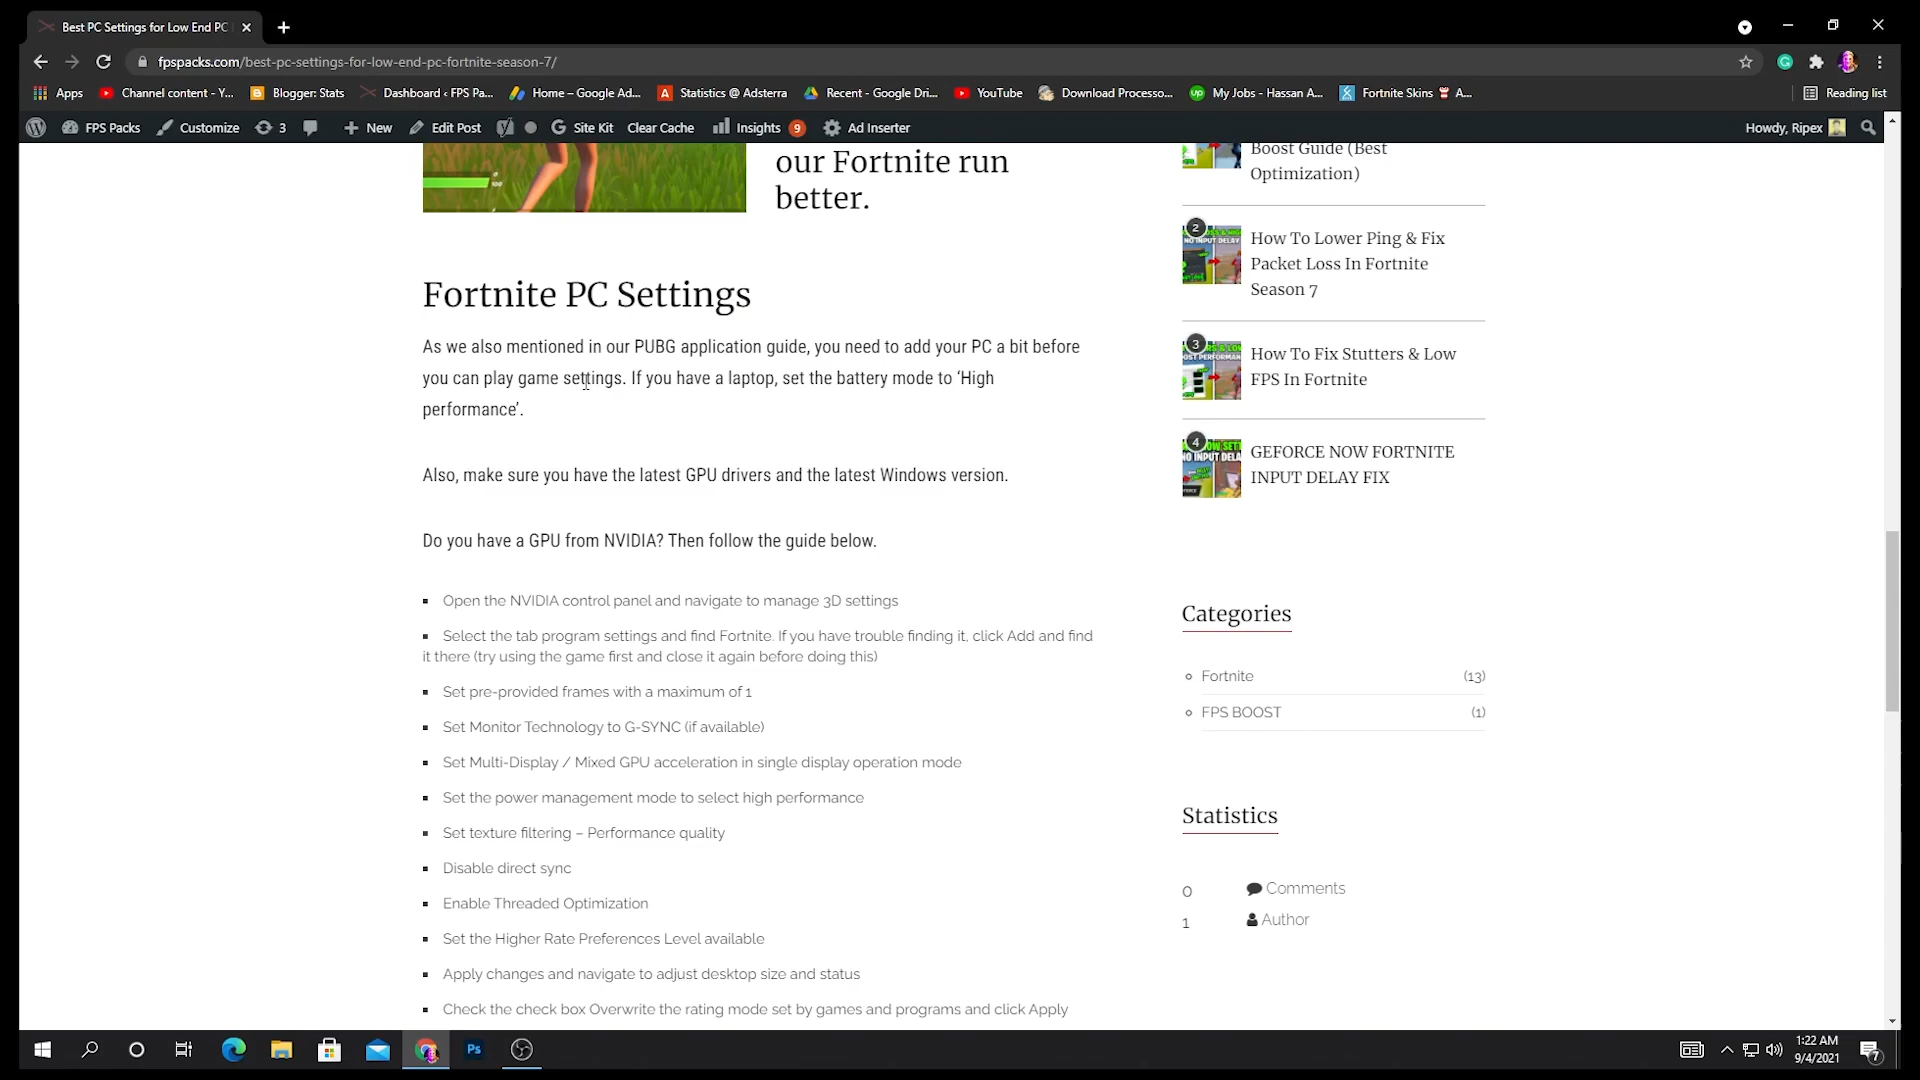 Best PC Settings for Low End PC
fpspacks.com/best-pc-settings-for-low-end-pc-fortnite-season-7/
Apps Channel content - Y... Blogger: Stats Dashboard ‹ FPS Pa... Home – Google Ad... Statistics @ Adsterra Recent - Google Dri... YouTube Download Processo... My Jobs - Hassan A... Fortnite Skins A... Reading list
FPS Packs Customize 3 New Edit Post Site Kit Clear Cache Insights 9 Ad Inserter Howdy, Ripex
our Fortnite run
better.
Fortnite PC Settings
As we also mentioned in our PUBG application guide, you need to add your PC a bit before
you can play game settings. If you have a laptop, set the battery mode to ‘High
performance’.
Also, make sure you have the latest GPU drivers and the latest Windows version.
Do you have a GPU from NVIDIA? Then follow the guide below.
Open the NVIDIA control panel and navigate to manage 3D settings
Select the tab program settings and find Fortnite. If you have trouble finding it, click Add and find
it there (try using the game first and close it again before doing this)
Set pre-provided frames with a maximum of 1
Set Monitor Technology to G-SYNC (if available)
Set Multi-Display / Mixed GPU acceleration in single display operation mode
Set the power management mode to select high performance
Set texture filtering – Performance quality
Disable direct sync
Enable Threaded Optimization
Set the Higher Rate Preferences Level available
Apply changes and navigate to adjust desktop size and status
Check the check box Overwrite the rating mode set by games and programs and click Apply
Boost Guide (Best
Optimization)
2
How To Lower Ping & Fix
Packet Loss In Fortnite
Season 7
3
How To Fix Stutters & Low
FPS In Fortnite
4
GEFORCE NOW FORTNITE
INPUT DELAY FIX
Categories
Fortnite (13)
FPS BOOST (1)
Statistics
0 Comments
1 Author
Ps
1:22 AM
9/4/2021
7